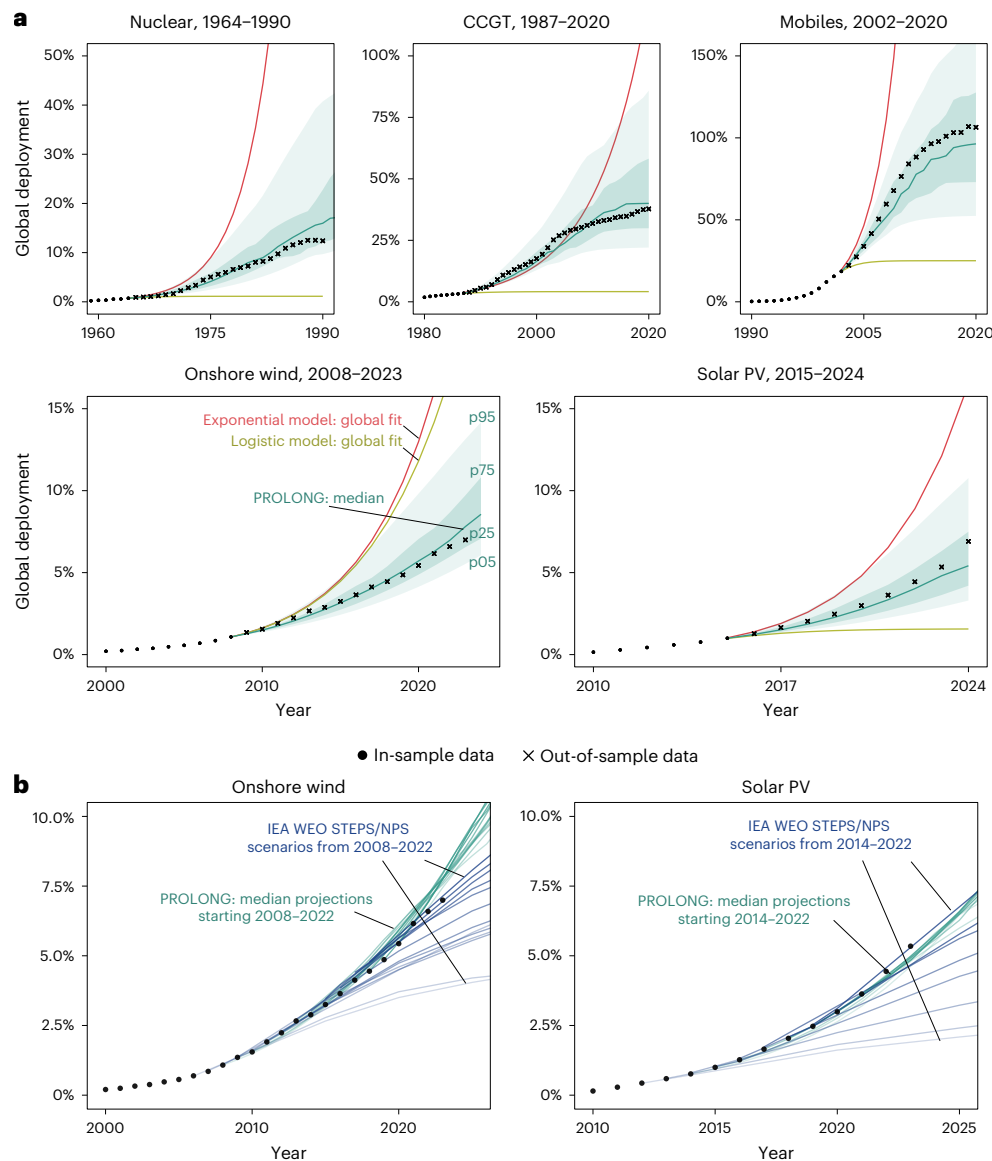 a
Nuclear, 1964–1990
CCGT, 1987–2020
Mobiles, 2002–2020
Global deployment
50%
40%
30%
20%
10%
0%
1960
1975
1990
100%
75%
50%
25%
0%
1980
2000
2020
150%
100%
50%
0%
1990
2005
2020
Onshore wind, 2008–2023
Solar PV, 2015–2024
Global deployment
15%
10%
5%
0%
Exponential model: global fit
Logistic model: global fit
PROLONG: median
p95
p75
p25
p05
2000
2010
2020
Year
15%
10%
5%
0%
2010
2017
2024
Year
In-sample data
Out-of-sample data
b
Onshore wind
Solar PV
10.0%
7.5%
5.0%
2.5%
0%
IEA WEO STEPS/NPS
scenarios from 2008–2022
PROLONG: median projections
starting 2008–2022
2000
2010
2020
Year
10.0%
7.5%
5.0%
2.5%
0%
IEA WEO STEPS/NPS
scenarios from 2014–2022
PROLONG: median projections
starting 2014–2022
2010
2015
2020
2025
Year